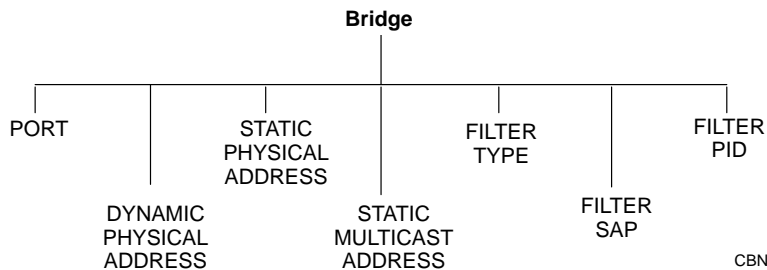 Bridge
PORT
STATIC
PHYSICAL
ADDRESS
FILTER
TYPE
FILTER
PID
DYNAMIC
PHYSICAL
ADDRESS
STATIC
MULTICAST
ADDRESS
FILTER
SAP
CBN